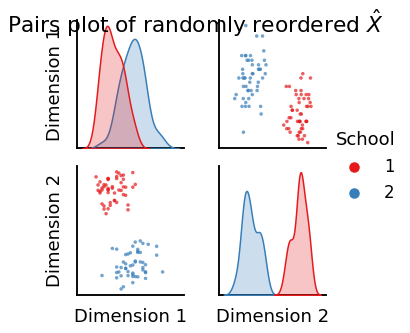 Pairs plot of randomly reordered X̂
Dimension 1
School
1
2
Dimension 2
Dimension 1
Dimension 2